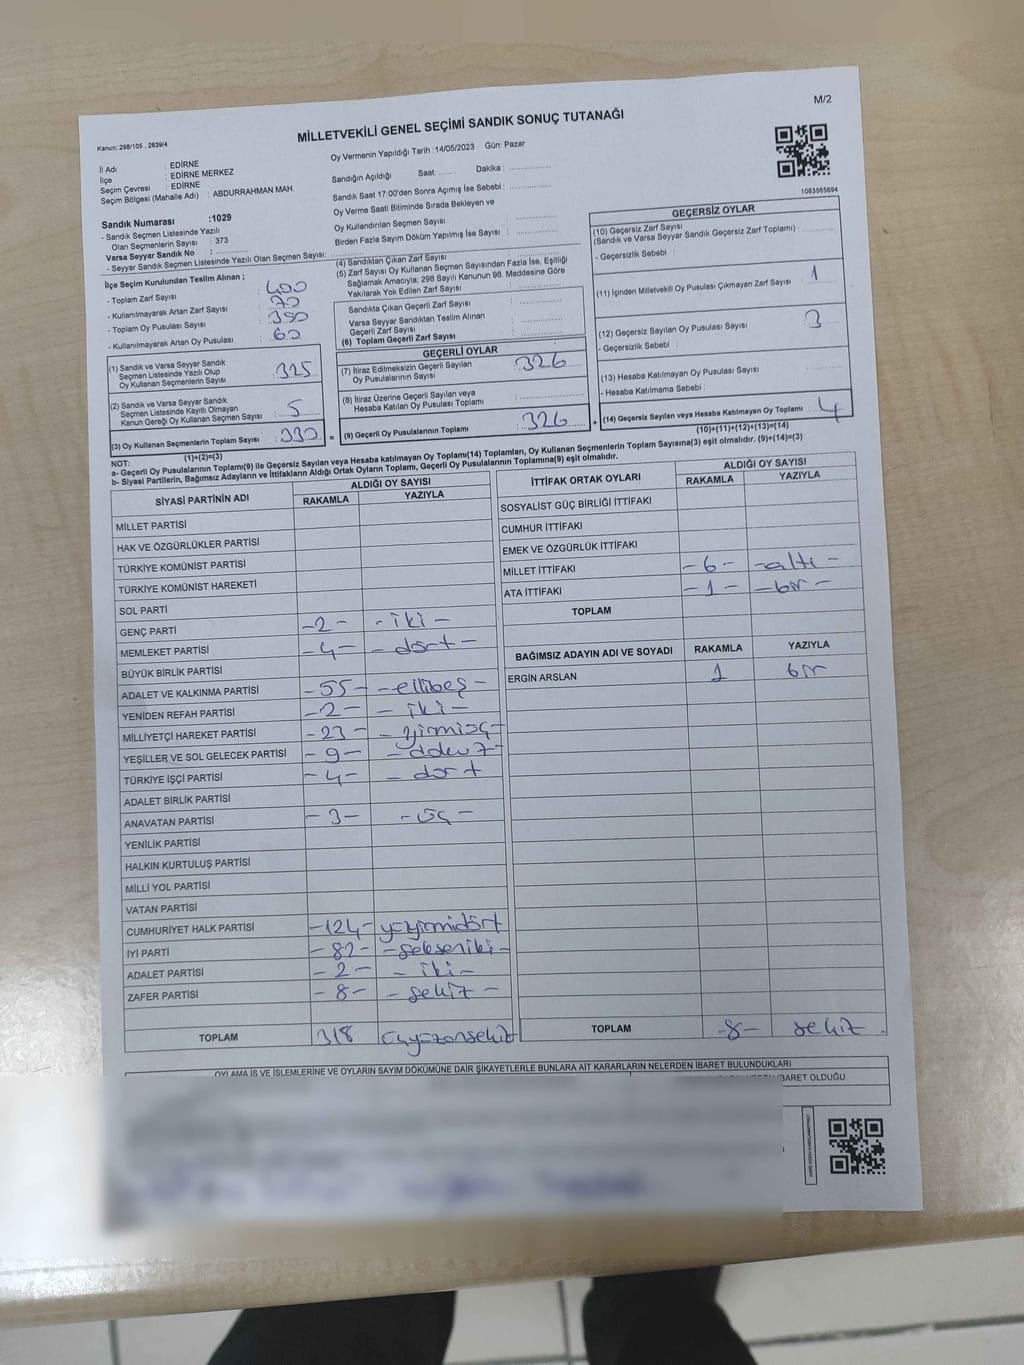 M/2
MİLLETVEKİLİ GENEL SEÇİMİ SANDIK SONUÇ TUTANAĞI
Kanun: 298/105 , 2839/4
İl Adı : EDİRNE
İlçe : EDİRNE MERKEZ
Seçim Çevresi : EDİRNE
Seçim Bölgesi (Mahalle Adı) : ABDURRAHMAN MAH.
Sandık Numarası :1029
- Sandık Seçmen Listesinde Yazılı
Olan Seçmenlerin Sayısı : 373
Varsa Seyyar Sandık No :
- Seyyar Sandık Seçmen Listesinde Yazılı Olan Seçmen Sayısı:
Oy Vermenin Yapıldığı Tarih :14/05/2023 Gün: Pazar
Sandığın Açıldığı Saat: Dakika :
Sandık Saat 17:00'den Sonra Açımış İse Sebebi :
Oy Verme Saati Bitiminde Sırada Bekleyen ve
Oy Kullandırılan Seçmen Sayısı :
Birden Fazla Sayım Döküm Yapılmış İse Sayısı :
1083565694
İlçe Seçim Kurulundan Teslim Alınan ;
- Toplam Zarf Sayısı : 400
- Kullanılmayarak Artan Zarf Sayısı : 70
- Toplam Oy Pusulası Sayısı : 390
- Kullanılmayarak Artan Oy Pusulası : 60
(1) Sandık ve Varsa Seyyar Sandık
Seçmen Listesinde Yazılı Olup
Oy Kullanan Seçmenlerin Sayısı : 325
(2) Sandık ve Varsa Seyyar Sandık
Seçmen Listesinde Kayıtlı Olmayan
Kanun Gereği Oy Kullanan Seçmen Sayısı : 5
(3) Oy Kullanan Seçmenlerin Toplam Sayısı : 330
(1)+(2)=(3)
(4) Sandıktan Çıkan Zarf Sayısı :
(5) Zarf Sayısı Oy Kullanan Seçmen Sayısından Fazla İse, Eşitliği
Sağlamak Amacıyla; 298 Sayılı Kanunun 98. Maddesine Göre
Yakılarak Yok Edilen Zarf Sayısı :
Sandıkta Çıkan Geçerli Zarf Sayısı :
Varsa Seyyar Sandıktan Teslim Alınan
Geçerli Zarf Sayısı :
(6) Toplam Geçerli Zarf Sayısı :
GEÇERLİ OYLAR
(7) İtiraz Edilmeksizin Geçerli Sayılan
Oy Pusulalarının Sayısı : 326
(8) İtiraz Üzerine Geçerli Sayılan veya
Hesaba Katılan Oy Pusulası Toplamı :
(9) Geçerli Oy Pusulalarının Toplamı : 326
GEÇERSİZ OYLAR
(10) Geçersiz Zarf Sayısı
(Sandık ve Varsa Seyyar Sandık Geçersiz Zarf Toplamı) :
- Geçersizlik Sebebi :
(11) İçinden Milletvekili Oy Pusulası Çıkmayan Zarf Sayısı : 1
(12) Geçersiz Sayılan Oy Pusulası Sayısı : 3
- Geçersizlik Sebebi :
(13) Hesaba Katılmayan Oy Pusulası Sayısı :
- Hesaba Katılmama Sebebi :
(14) Geçersiz Sayılan veya Hesaba Katılmayan Oy Toplamı : 4
(10)+(11)+(12)+(13)=(14)
NOT:
a- Geçerli Oy Pusulalarının Toplamı(9) ile Geçersiz Sayılan veya Hesaba Katılmayan Oy Toplamı(14) Toplamları, Oy Kullanan Seçmenlerin Toplam Sayısına(3) eşit olmalıdır. (9)+(14)=(3)
b- Siyasi Partilerin, Bağımsız Adayların ve İttifakların Aldığı Ortak Oyların Toplamı, Geçerli Oy Pusulalarının Toplamına(9) eşit olmalıdır.
SİYASİ PARTİNİN ADI ALDIĞI OY SAYISI
RAKAMLA YAZIYLA
MİLLET PARTİSİ
HAK VE ÖZGÜRLÜKLER PARTİSİ
TÜRKİYE KOMÜNİST PARTİSİ
TÜRKİYE KOMÜNİST HAREKETİ
SOL PARTİ
GENÇ PARTİ -2- - iki -
MEMLEKET PARTİSİ -4- - dört -
BÜYÜK BİRLİK PARTİSİ
ADALET VE KALKINMA PARTİSİ -55- -ellibeş-
YENİDEN REFAH PARTİSİ -2- - iki -
MİLLİYETÇİ HAREKET PARTİSİ -23- - yirmiüç-
YEŞİLLER VE SOL GELECEK PARTİSİ -9- - dokuz-
TÜRKİYE İŞÇİ PARTİSİ -4- - dört
ADALET BİRLİK PARTİSİ
ANAVATAN PARTİSİ -3- -üç-
YENİLİK PARTİSİ
HALKIN KURTULUŞ PARTİSİ
MİLLİ YOL PARTİSİ
VATAN PARTİSİ
CUMHURİYET HALK PARTİSİ -124- yüzyirmidört
İYİ PARTİ -82- -sekseniki-
ADALET PARTİSİ -2- - iki -
ZAFER PARTİSİ -8- - sekiz -
TOPLAM 318 üçyüzonsekiz
İTTİFAK ORTAK OYLARI ALDIĞI OY SAYISI
RAKAMLA YAZIYLA
SOSYALİST GÜÇ BİRLİĞİ İTTİFAKI
CUMHUR İTTİFAKI
EMEK VE ÖZGÜRLÜK İTTİFAKI
MİLLET İTTİFAKI -6- -altı-
ATA İTTİFAKI -1- -bir-
TOPLAM
BAĞIMSIZ ADAYIN ADI VE SOYADI RAKAMLA YAZIYLA
ERGİN ARSLAN 1 bir
TOPLAM -8- sekiz
OYLAMA İŞ VE İŞLEMLERİNE VE OYLARIN SAYIM DÖKÜMÜNE DAİR ŞİKAYETLERLE BUNLARA AİT KARARLARIN NELERDEN İBARET BULUNDUKLARI
İBARET OLDUĞU